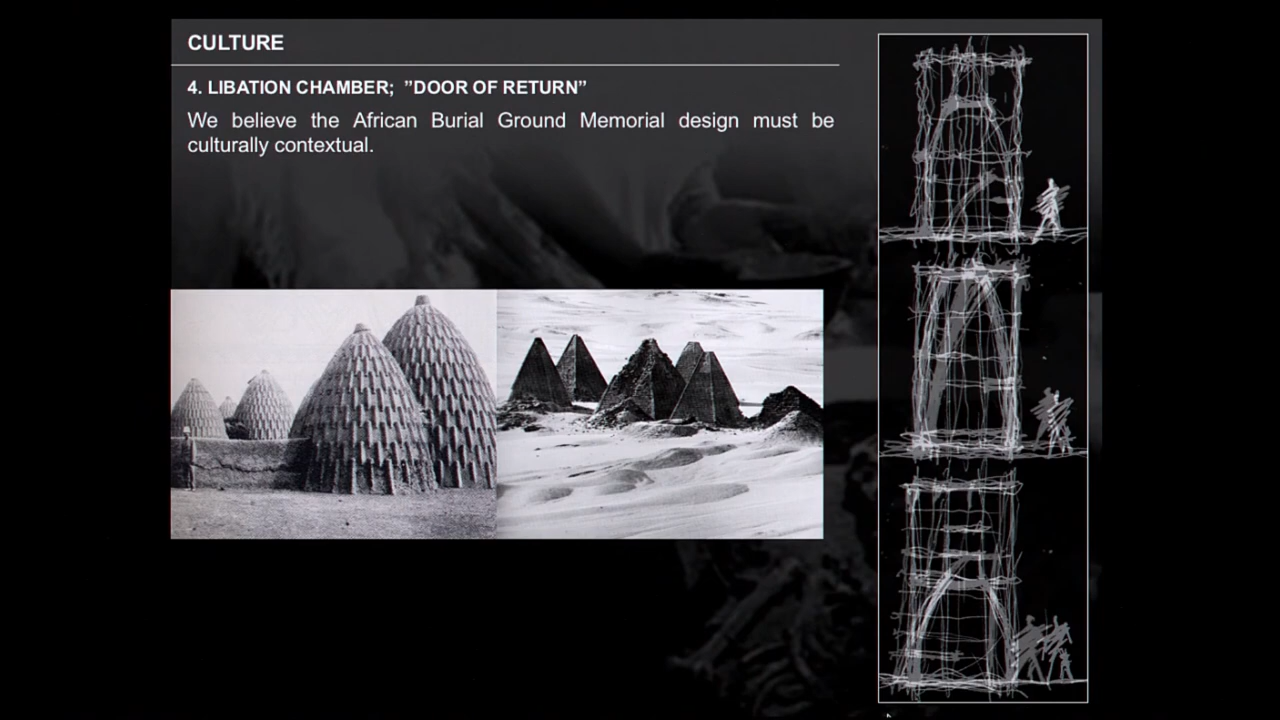 CULTURE
4. LIBATION CHAMBER; ”DOOR OF RETURN”
We believe the African Burial Ground Memorial design must be
culturally contextual.